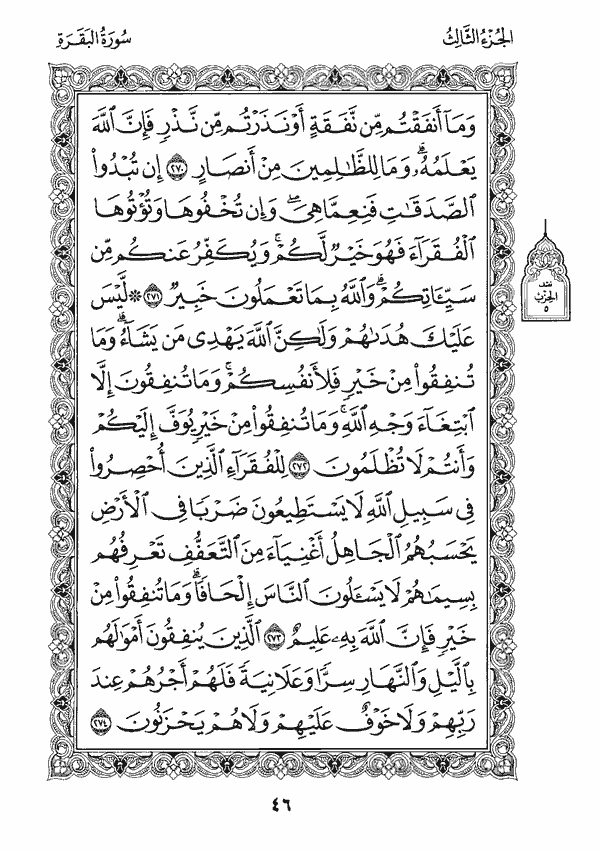 الجُزْءُ الثَّالِثُ
سُورَةُ البَقَرَةِ
وَمَآ أَنفَقْتُم مِّن نَّفَقَةٍ أَوْ نَذَرْتُم مِّن نَّذْرٍ فَإِنَّ ٱللَّهَ
يَعْلَمُهُۥۗ وَمَا لِلظَّٰلِمِينَ مِنْ أَنصَارٍ ٢٧٠ إِن تُبْدُوا۟
ٱلصَّدَقَٰتِ فَنِعِمَّا هِىَۖ وَإِن تُخْفُوهَا وَتُؤْتُوهَا
ٱلْفُقَرَآءَ فَهُوَ خَيْرٌ لَّكُمْۚ وَيُكَفِّرُ عَنكُم مِّن
سَيِّـَٔاتِكُمْۗ وَٱللَّهُ بِمَا تَعْمَلُونَ خَبِيرٌ ٢٧١ ۞ لَّيْسَ
عَلَيْكَ هُدَىٰهُمْ وَلَٰكِنَّ ٱللَّهَ يَهْدِى مَن يَشَآءُۗ وَمَا
تُنفِقُوا۟ مِنْ خَيْرٍ فَلِأَنفُسِكُمْۚ وَمَا تُنفِقُونَ إِلَّا
ٱبْتِغَآءَ وَجْهِ ٱللَّهِۚ وَمَا تُنفِقُوا۟ مِنْ خَيْرٍ يُوَفَّ إِلَيْكُمْ
وَأَنتُمْ لَا تُظْلَمُونَ ٢٧٢ لِلْفُقَرَآءِ ٱلَّذِينَ أُحْصِرُوا۟
فِى سَبِيلِ ٱللَّهِ لَا يَسْتَطِيعُونَ ضَرْبًا فِى ٱلْأَرْضِ
يَحْسَبُهُمُ ٱلْجَاهِلُ أَغْنِيَآءَ مِنَ ٱلتَّعَفُّفِ تَعْرِفُهُم
بِسِيمَٰهُمْ لَا يَسْـَٔلُونَ ٱلنَّاسَ إِلْحَافًاۗ وَمَا تُنفِقُوا۟ مِنْ
خَيْرٍ فَإِنَّ ٱللَّهَ بِهِۦ عَلِيمٌ ٢٧٣ ٱلَّذِينَ يُنفِقُونَ أَمْوَٰلَهُم
بِٱلَّيْلِ وَٱلنَّهَارِ سِرًّا وَعَلَانِيَةً فَلَهُمْ أَجْرُهُمْ عِندَ
رَبِّهِمْ وَلَا خَوْفٌ عَلَيْهِمْ وَلَا هُمْ يَحْزَنُونَ ٢٧٤
الحِزْبِ
٥
٤٦